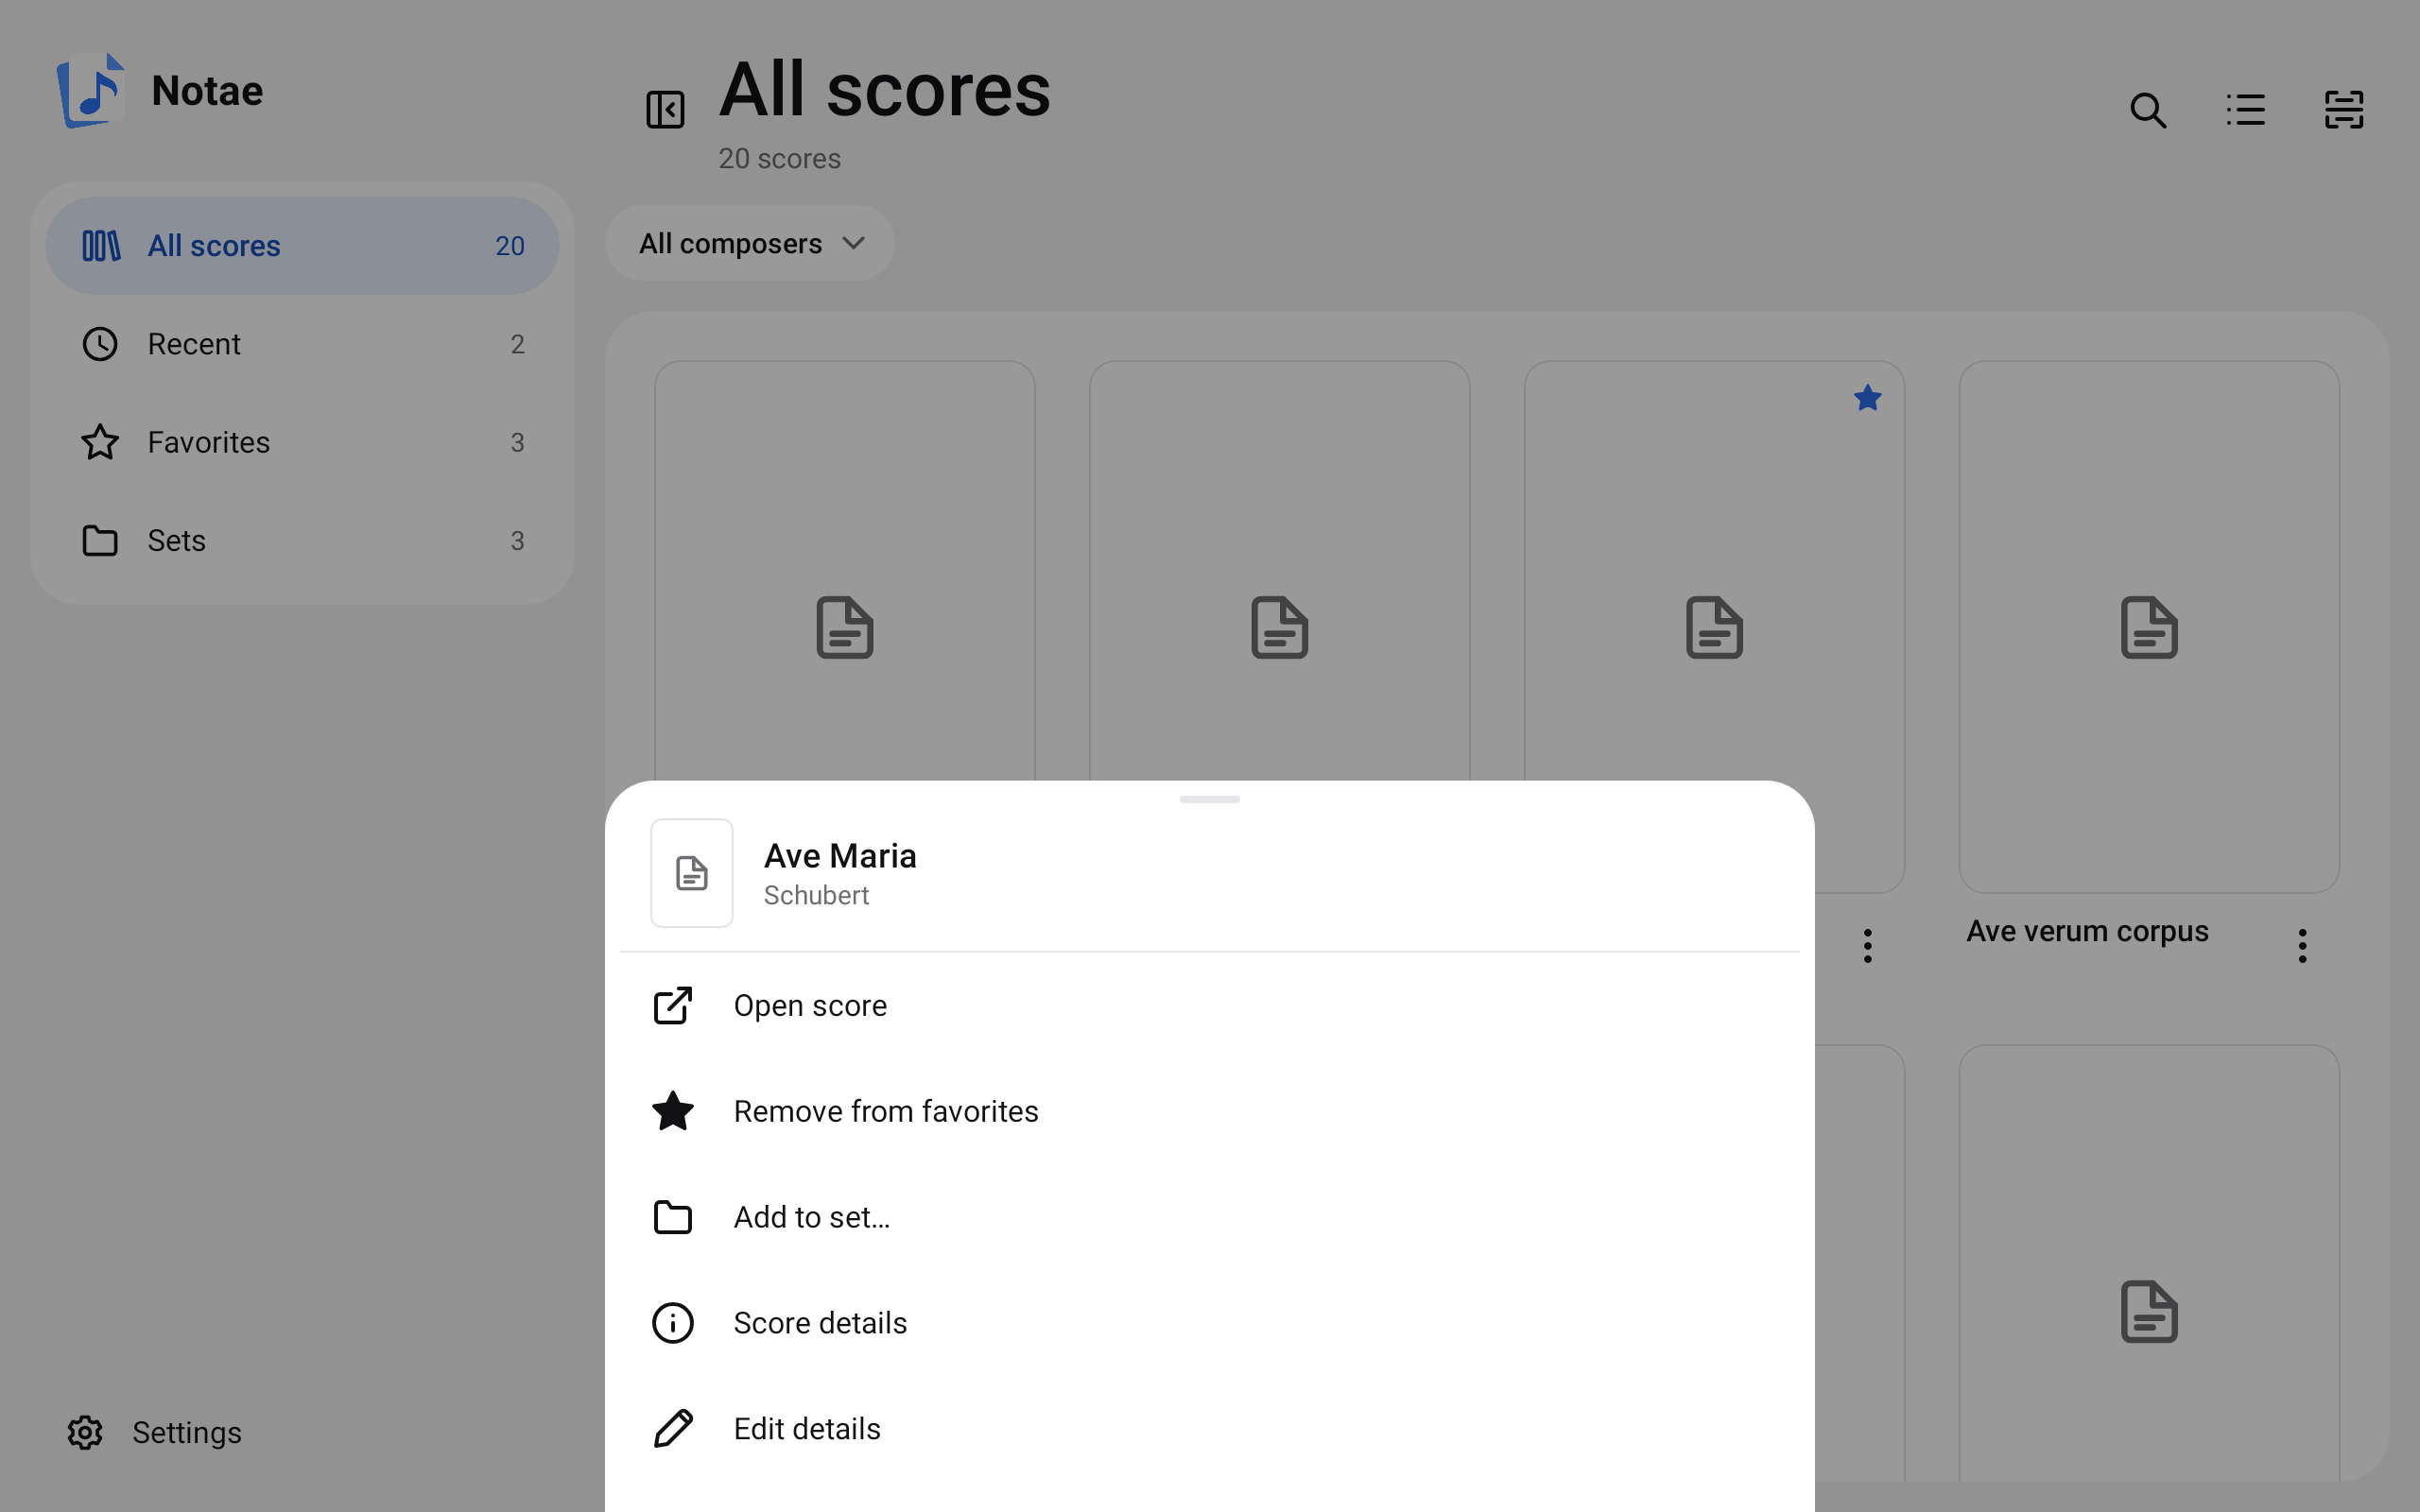 Notae
All scores
20 scores
All scores 20
Recent 2
Favorites 3
Sets 3
Settings
All composers
Ave verum corpus
Ave Maria
Schubert
Open score
Remove from favorites
Add to set…
Score details
Edit details